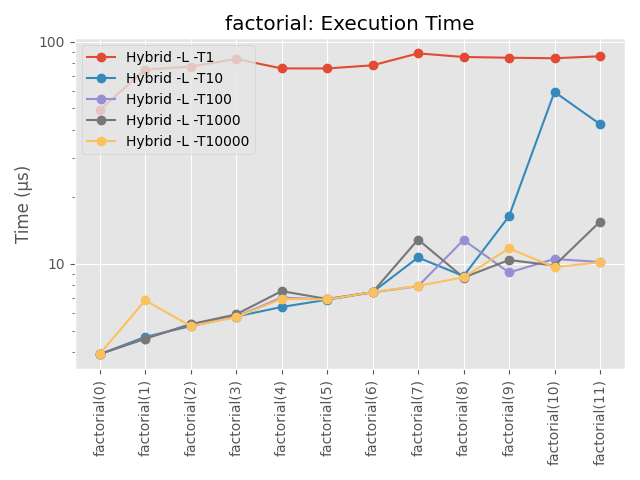 factorial: Execution Time
Hybrid -L -T1
Hybrid -L -T10
Hybrid -L -T100
Hybrid -L -T1000
Hybrid -L -T10000
Time (µs)
100
10
factorial(0)
factorial(1)
factorial(2)
factorial(3)
factorial(4)
factorial(5)
factorial(6)
factorial(7)
factorial(8)
factorial(9)
factorial(10)
factorial(11)